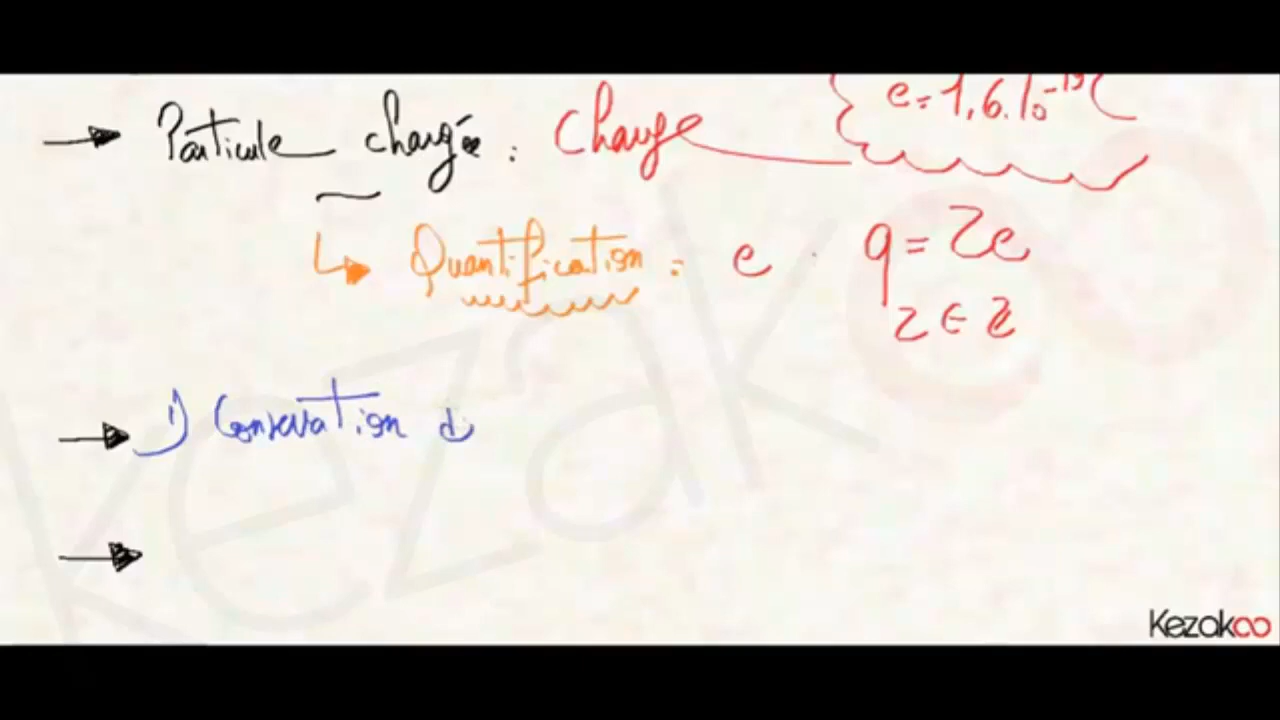 e=1,6.10^-19
→ Particule chargée : Charge
↳ Quantification : e . q = Ze
Z ∈ Z
→ 1) Conservation d
→
Kezakoo